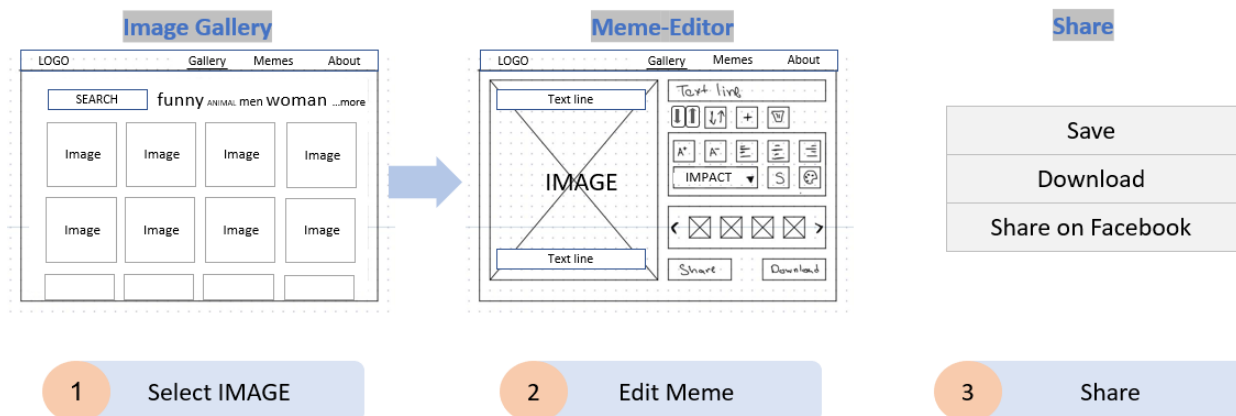 Image Gallery
LOGO Gallery Memes About
SEARCH funny ANIMAL men woman ...more
Image Image Image Image
Image Image Image Image
1 Select IMAGE
Meme-Editor
LOGO Gallery Memes About
Text line
IMAGE
Text line
Text line
+
A+ A-
IMPACT S
< >
Share Download
2 Edit Meme
Share
Save
Download
Share on Facebook
3 Share